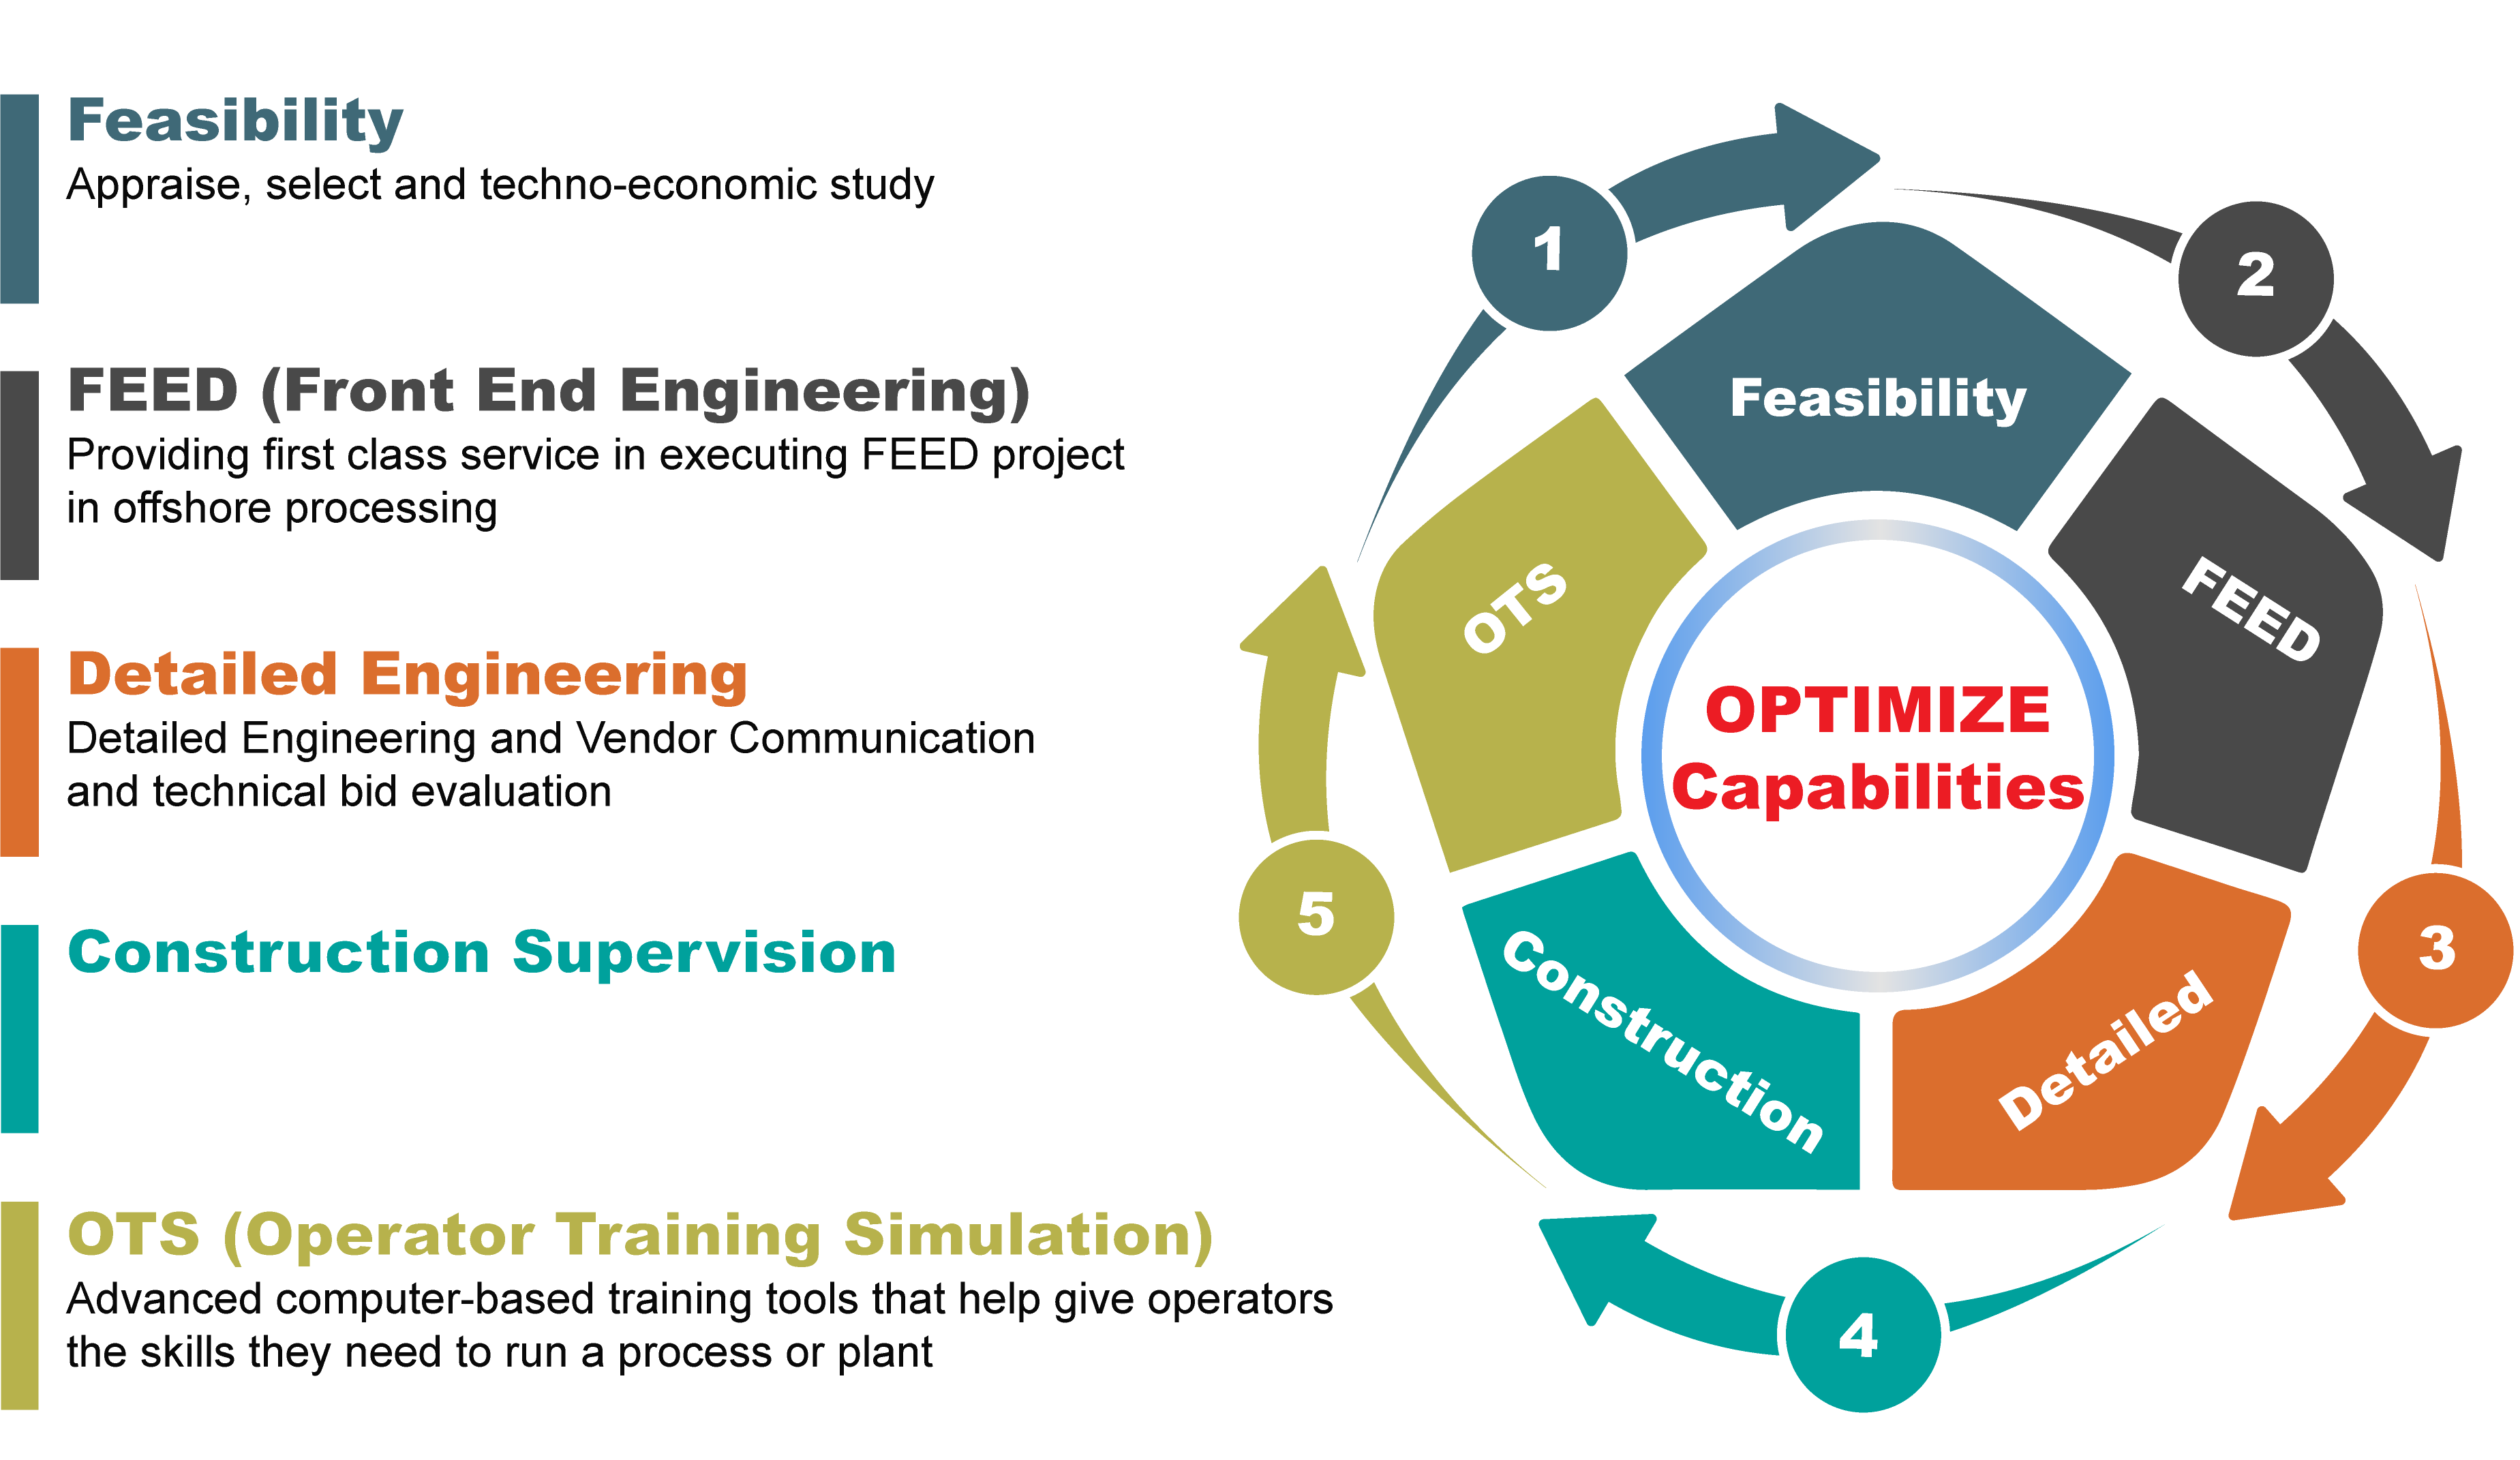 Feasibility
Appraise, select and techno-economic study
FEED (Front End Engineering)
Providing first class service in executing FEED project
in offshore processing
Detailed Engineering
Detailed Engineering and Vendor Communication
and technical bid evaluation
Construction Supervision
OTS (Operator Training Simulation)
Advanced computer-based training tools that help give operators
the skills they need to run a process or plant
1
2
Feasibility
OTS
FEED
OPTIMIZE
Capabilities
5
3
Construction
Detailed
4